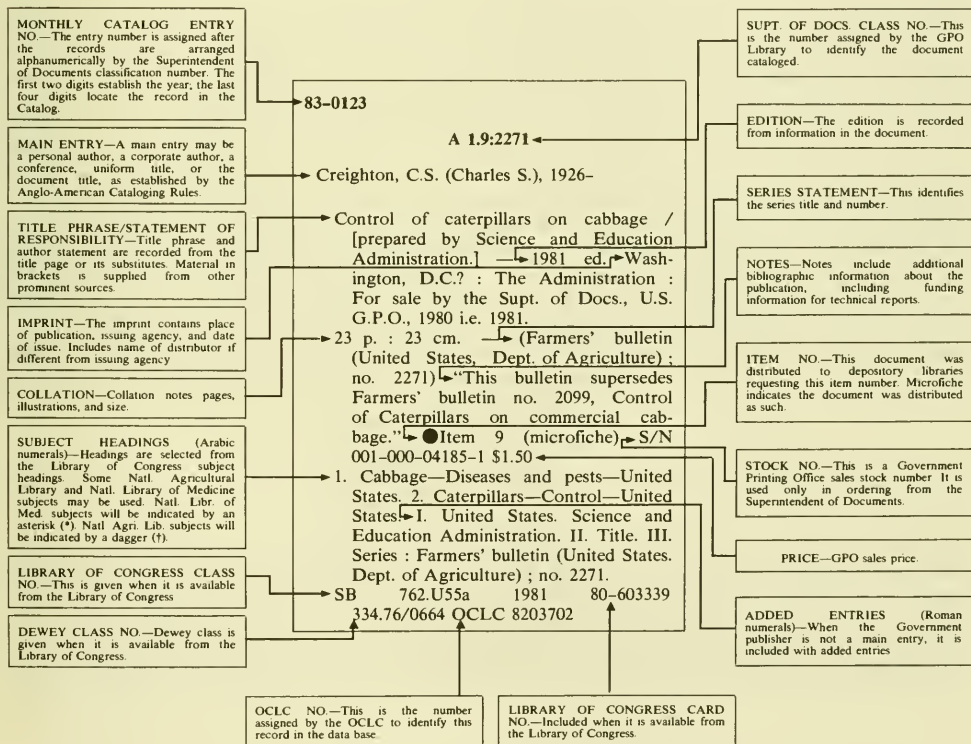 MONTHLY CATALOG ENTRY
NO.—The entry number is assigned after
the records are arranged
alphanumerically by the Superintendent
of Documents classification number. The
first two digits establish the year; the last
four digits locate the record in the
Catalog.
MAIN ENTRY—A main entry may be
a personal author, a corporate author, a
conference, uniform title, or the
document title, as established by the
Anglo-American Cataloging Rules.
TITLE PHRASE/STATEMENT OF
RESPONSIBILITY—Title phrase and
author statement are recorded from the
title page or its substitutes. Material in
brackets is supplied from other
prominent sources.
IMPRINT—The imprint contains place
of publication, issuing agency, and date
of issue. Includes name of distributor if
different from issuing agency
COLLATION—Collation notes pages,
illustrations, and size.
SUBJECT HEADINGS (Arabic
numerals)—Headings are selected from
the Library of Congress subject
headings. Some Natl. Agricultural
Library and Natl. Library of Medicine
subjects may be used. Natl. Libr. of
Med. subjects will be indicated by an
asterisk (*). Natl Agri. Lib. subjects will
be indicated by a dagger (†).
LIBRARY OF CONGRESS CLASS
NO.—This is given when it is available
from the Library of Congress
DEWEY CLASS NO.—Dewey class is
given when it is available from the
Library of Congress.
83-0123
A 1.9:2271
Creighton, C.S. (Charles S.), 1926–
Control of caterpillars on cabbage /
[prepared by Science and Education
Administration.] — 1981 ed. Wash-
ington, D.C.? : The Administration :
For sale by the Supt. of Docs., U.S.
G.P.O., 1980 i.e. 1981.
23 p. : 23 cm. — (Farmers' bulletin
(United States, Dept. of Agriculture) ;
no. 2271) "This bulletin supersedes
Farmers' bulletin no. 2099, Control
of Caterpillars on commercial cab-
bage." ●Item 9 (microfiche) S/N
001-000-04185-1 $1.50
1. Cabbage—Diseases and pests—United
States. 2. Caterpillars—Control—United
States. I. United States. Science and
Education Administration. II. Title. III.
Series : Farmers' bulletin (United States.
Dept. of Agriculture) ; no. 2271.
SB 762.U55a 1981 80-603339
334.76/0664 OCLC 8203702
SUPT. OF DOCS. CLASS NO.—This
is the number assigned by the GPO
Library to identify the document
cataloged.
EDITION—The edition is recorded
from information in the document.
SERIES STATEMENT—This identifies
the series title and number.
NOTES—Notes include additional
bibliographic information about the
publication, including funding
information for technical reports.
ITEM NO.—This document was
distributed to depository libraries
requesting this item number. Microfiche
indicates the document was distributed
as such.
STOCK NO.—This is a Government
Printing Office sales stock number. It is
used only in ordering from the
Superintendent of Documents.
PRICE—GPO sales price.
ADDED ENTRIES (Roman
numerals)—When the Government
publisher is not a main entry, it is
included with added entries
OCLC NO.—This is the number
assigned by the OCLC to identify this
record in the data base.
LIBRARY OF CONGRESS CARD
NO.—Included when it is available from
the Library of Congress.